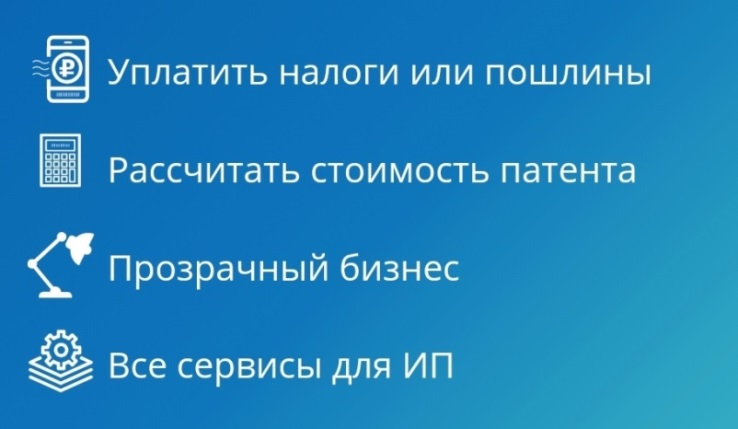 Уплатить налоги или пошлины
Рассчитать стоимость патента
Прозрачный бизнес
Все сервисы для ИП